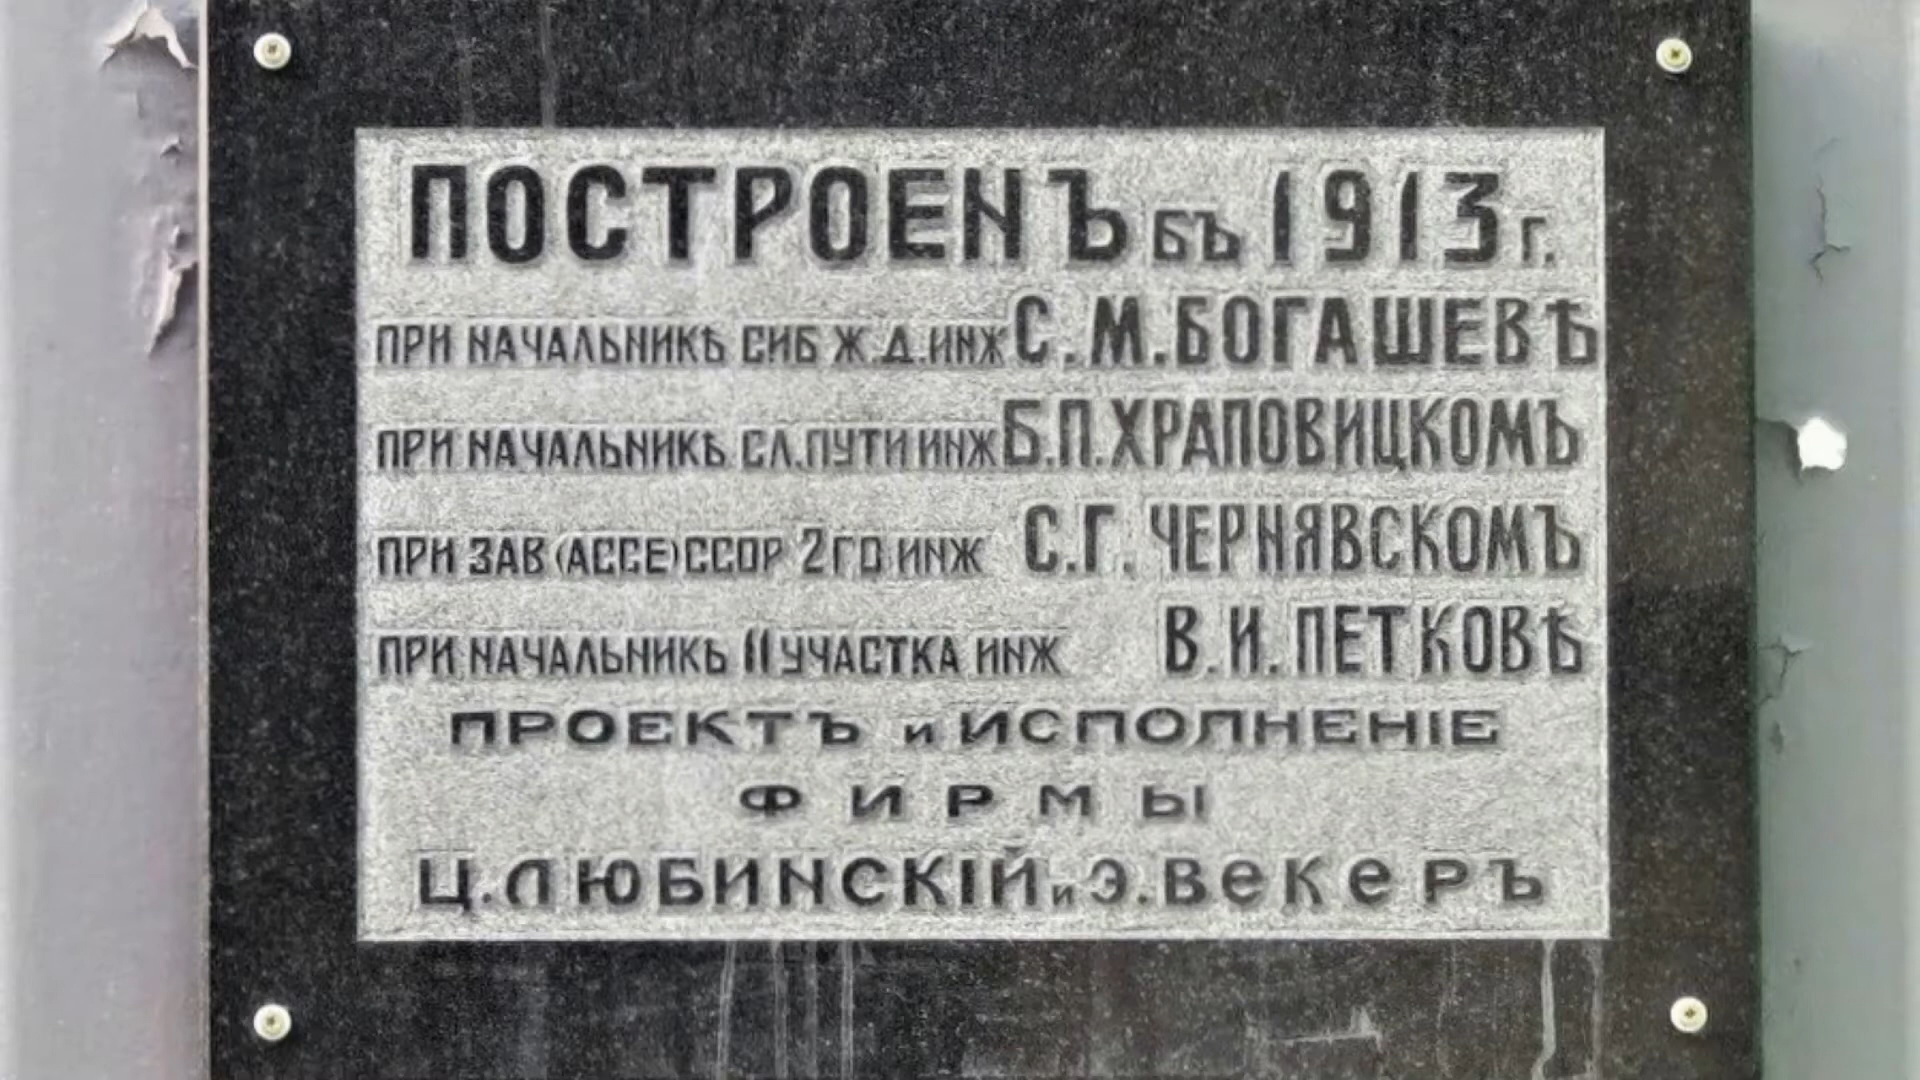 ПОСТРОЕНЪ бъ 1913 г.
ПРИ НАЧАЛЬНИКѢ СИБ Ж.Д.ИНЖ С.М.БОГАШЕВѢ
ПРИ НАЧАЛЬНИКѢ СЛ.ПУТИ ИНЖ Б.П.ХРАПОВИЦКОМЪ
ПРИ ЗАВ (АССЕ)ССОР 2ГО ИНЖ С.Г. ЧЕРНЯВСКОМЪ
ПРИ НАЧАЛЬНИКѢ II УЧАСТКА ИНЖ В.И.ПЕТКОВѢ
ПРОЕКТЪ и ИСПОЛНЕНІЕ
ФИРМЫ
Ц.ЛЮБИНСКІЙ и Э.ВеКеРЪ